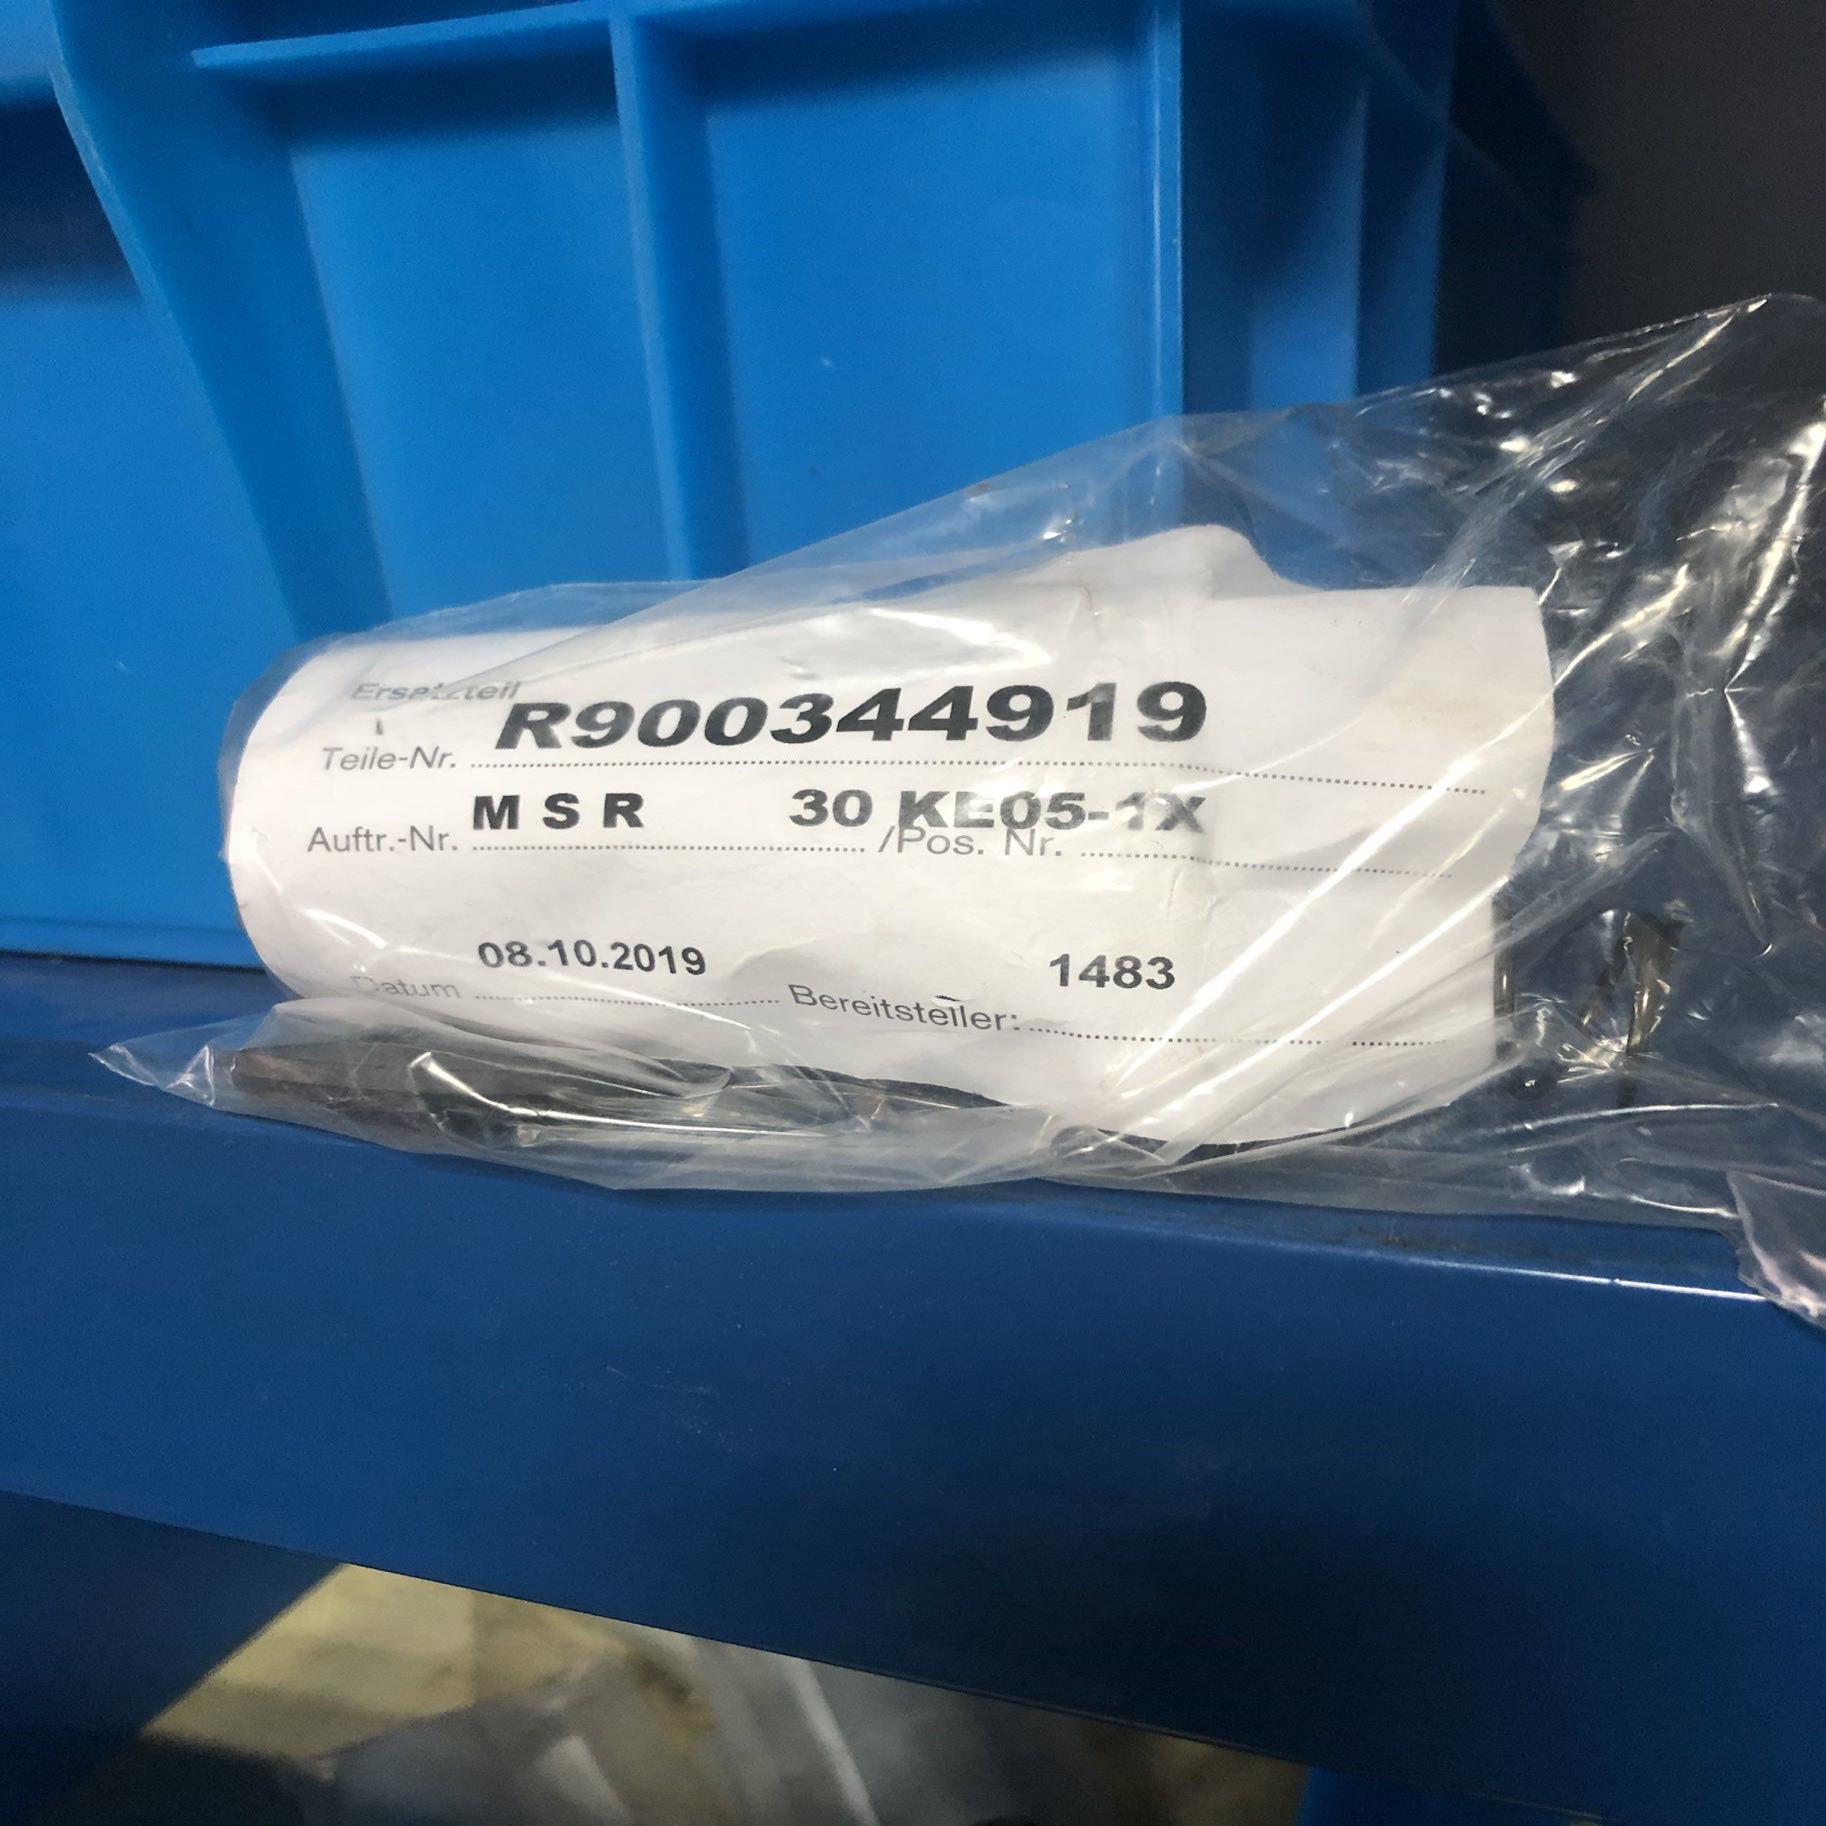 Ersatzteil
R900344919
Teile-Nr.
M S R 30 KE05-1X
Auftr.-Nr. /Pos. Nr.
08.10.2019 1483
Datum Bereitsteller: